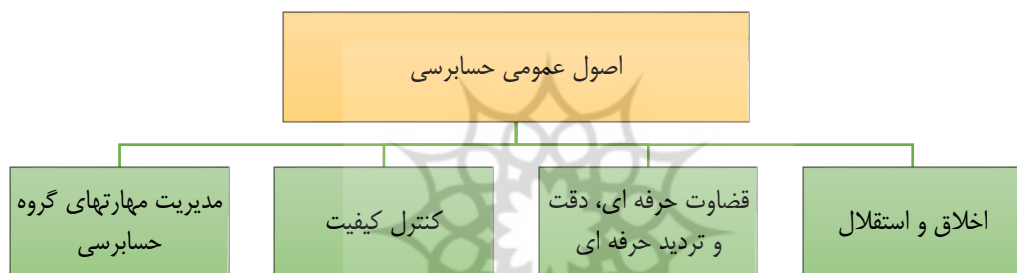 اصول عمومی حسابرسی
اخلاق و استقلال
قضاوت حرفه ای، دقت
و تردید حرفه ای
کنترل کیفیت
مدیریت مهارتهای گروه
حسابرسی